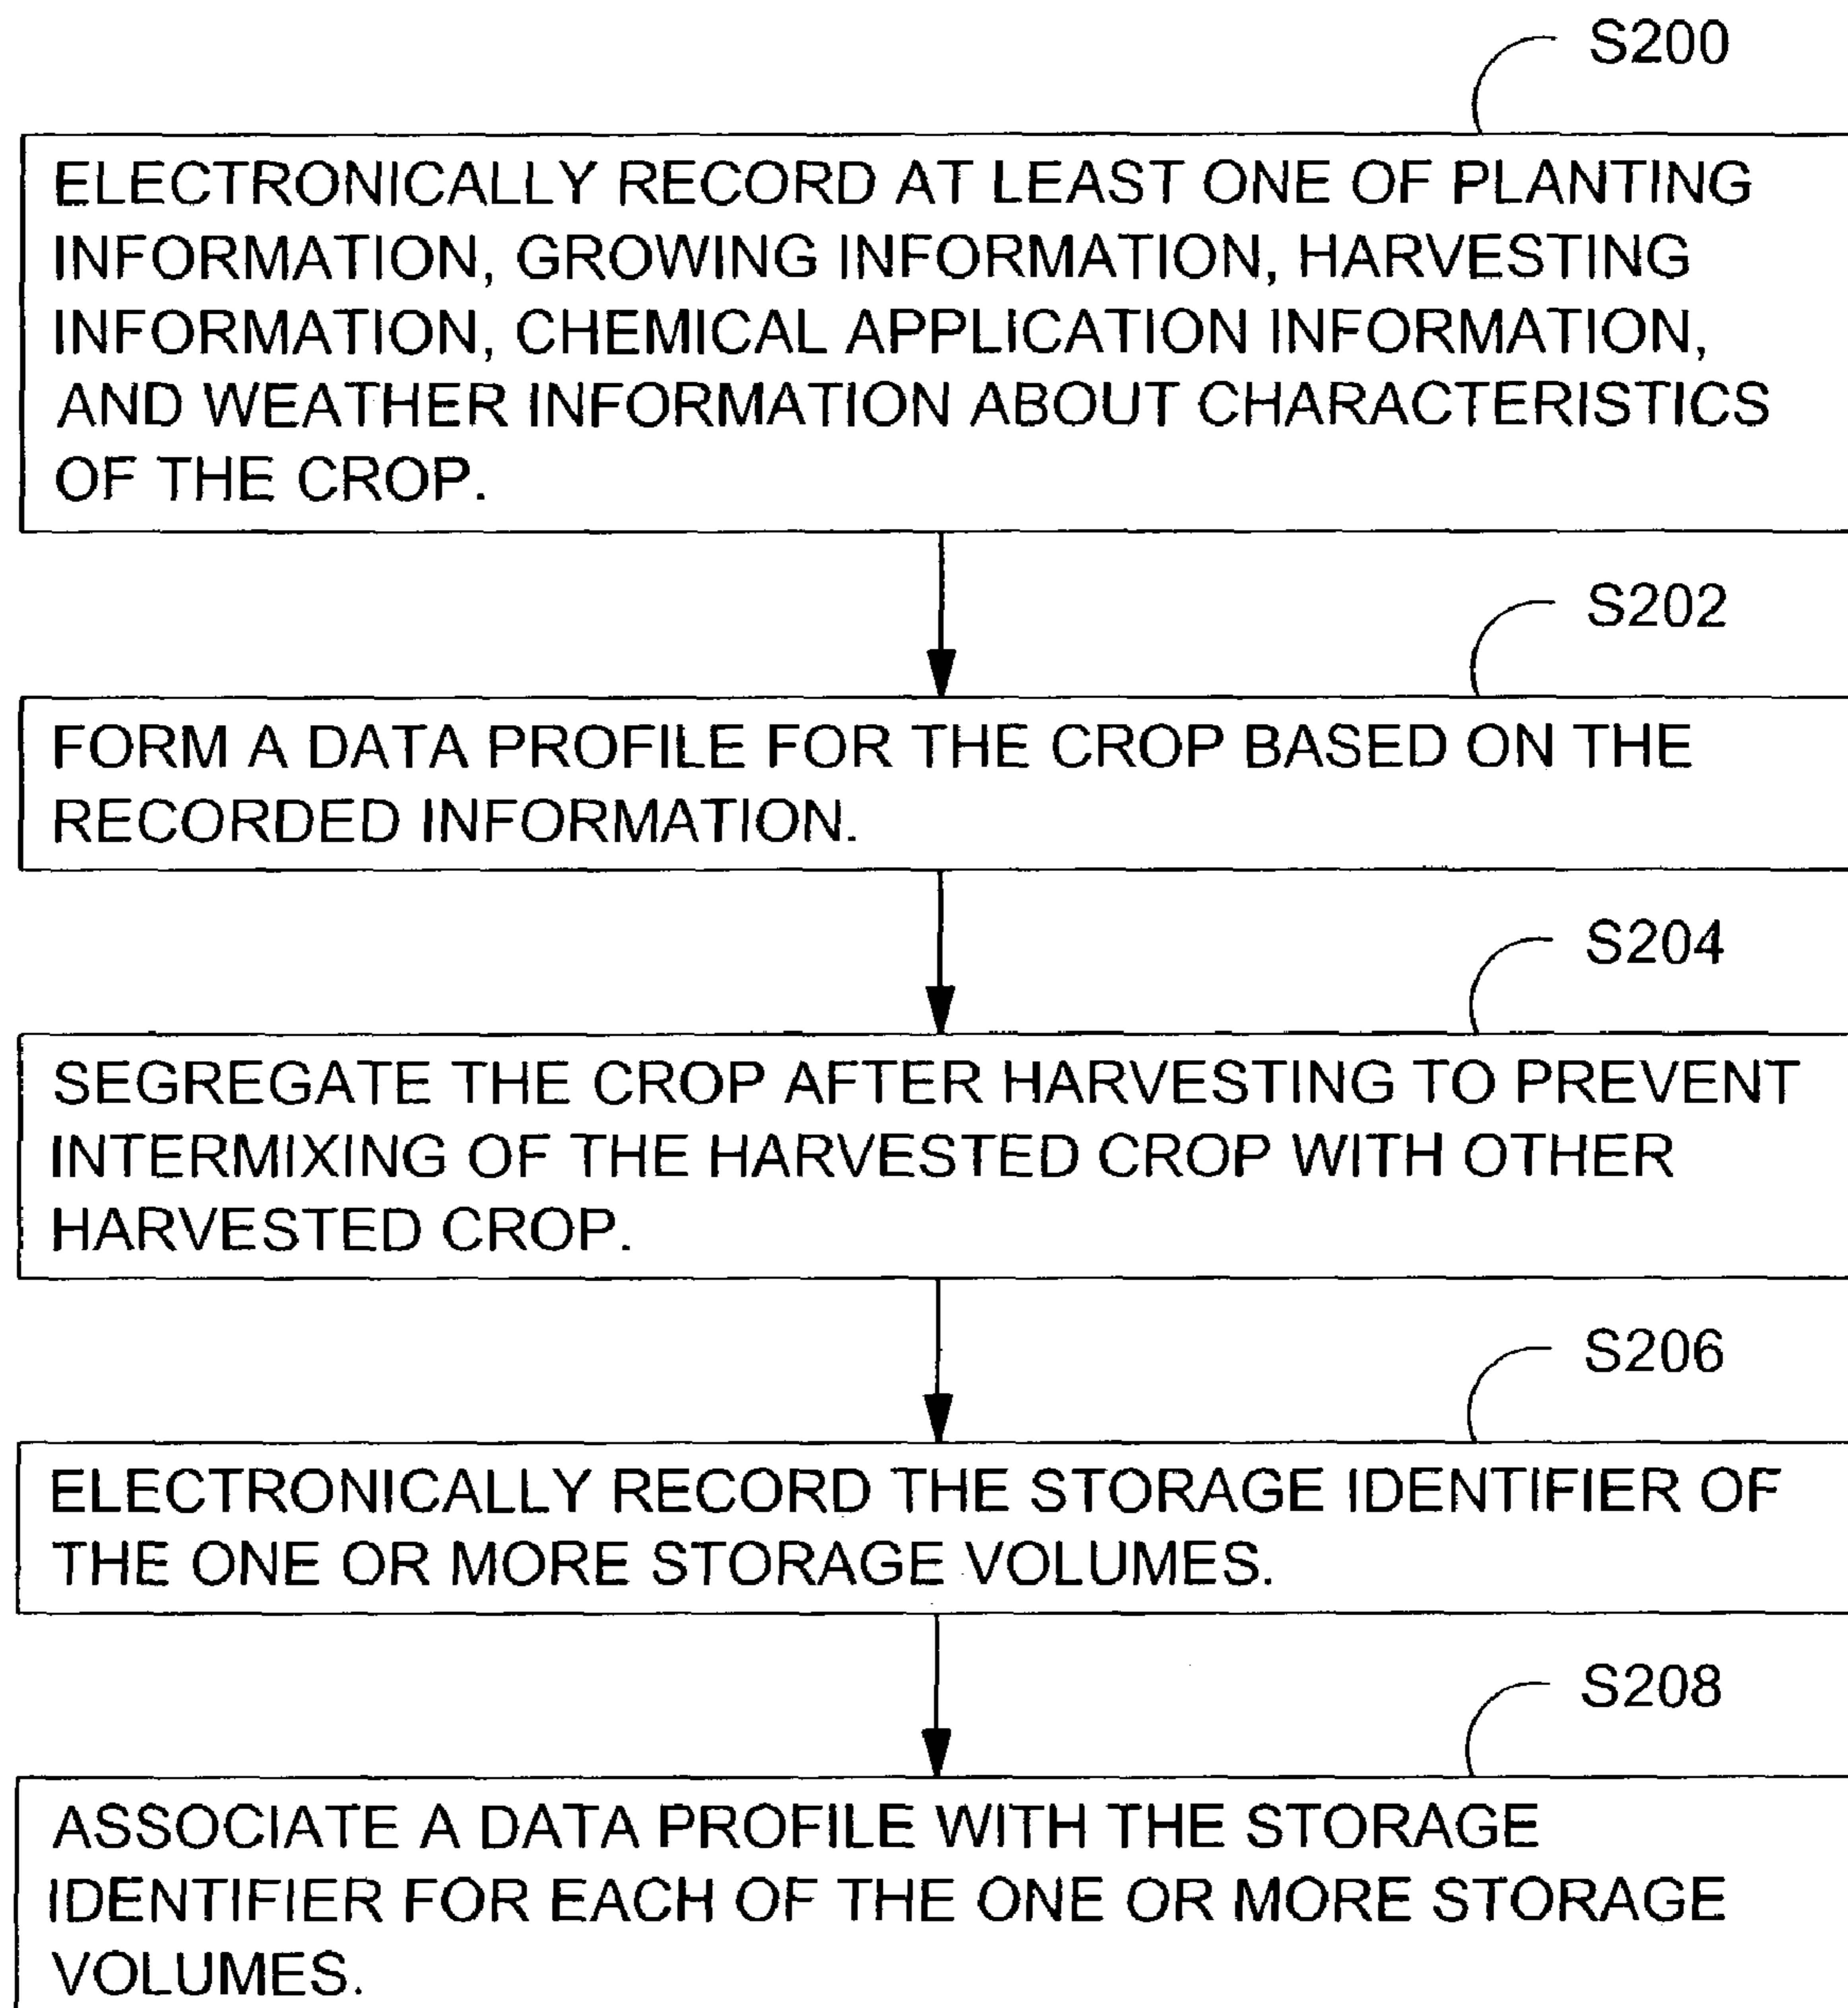 S200
ELECTRONICALLY RECORD AT LEAST ONE OF PLANTING
INFORMATION, GROWING INFORMATION, HARVESTING
INFORMATION, CHEMICAL APPLICATION INFORMATION,
AND WEATHER INFORMATION ABOUT CHARACTERISTICS
OF THE CROP.
S202
FORM A DATA PROFILE FOR THE CROP BASED ON THE
RECORDED INFORMATION.
S204
SEGREGATE THE CROP AFTER HARVESTING TO PREVENT
INTERMIXING OF THE HARVESTED CROP WITH OTHER
HARVESTED CROP.
S206
ELECTRONICALLY RECORD THE STORAGE IDENTIFIER OF
THE ONE OR MORE STORAGE VOLUMES.
S208
ASSOCIATE A DATA PROFILE WITH THE STORAGE
IDENTIFIER FOR EACH OF THE ONE OR MORE STORAGE
VOLUMES.